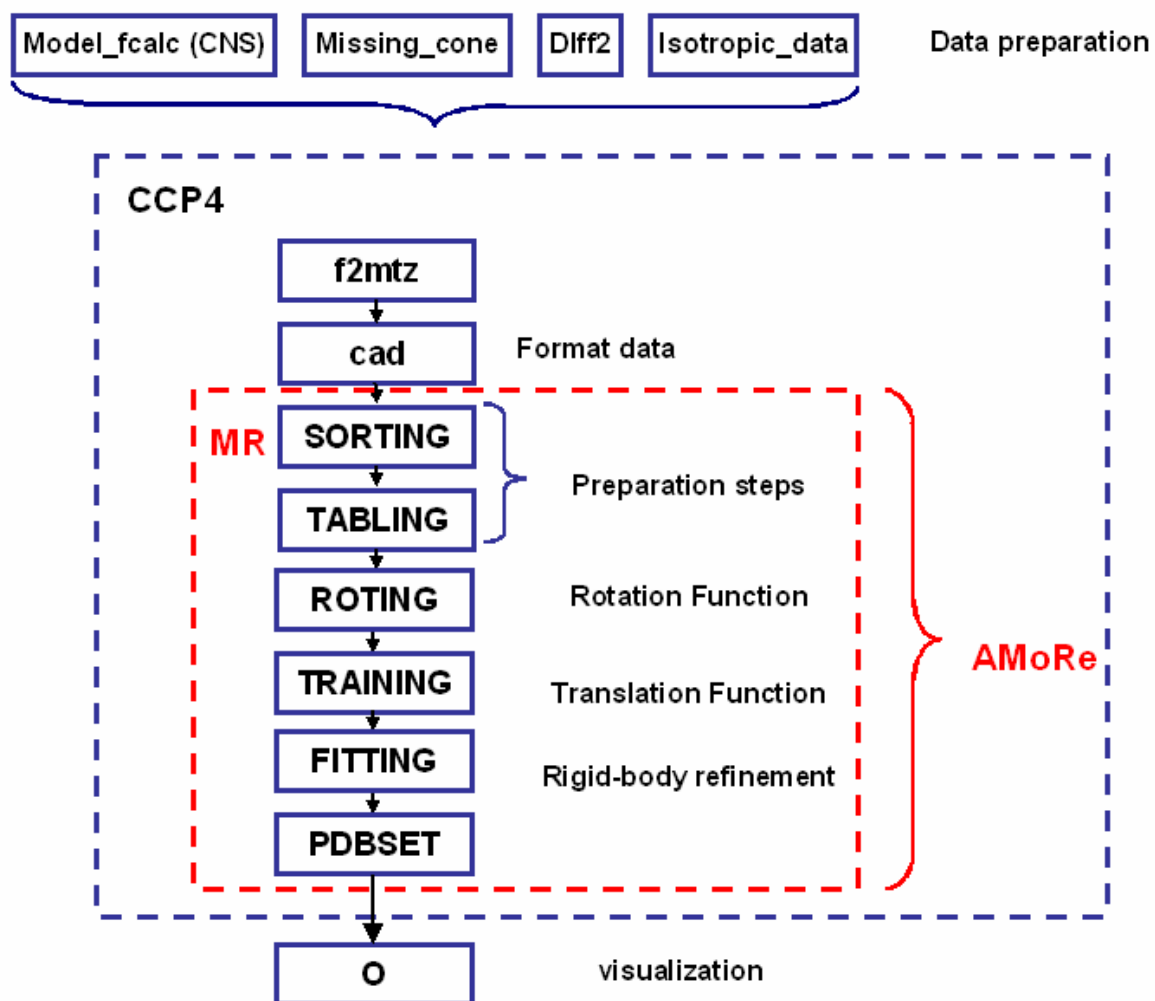 Model_fcalc (CNS) Missing_cone DIff2 Isotropic_data Data preparation
CCP4
f2mtz
cad Format data
MR SORTING
Preparation steps
TABLING
ROTING Rotation Function
AMoRe
TRAINING Translation Function
FITTING Rigid-body refinement
PDBSET
O visualization